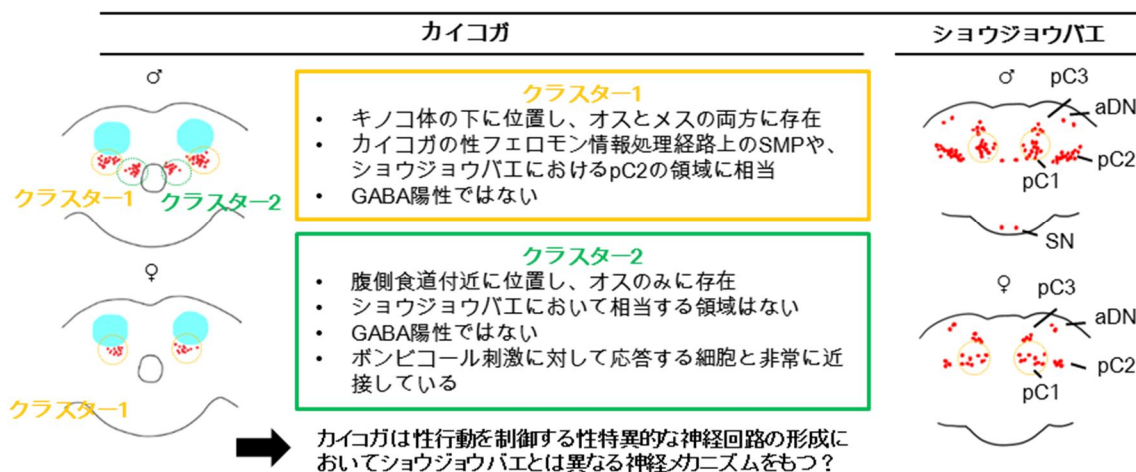 カイコガ
ショウジョウバエ
♂
クラスター1
クラスター2
♀
クラスター1
クラスター1
• キノコ体の下に位置し、オスとメスの両方に存在
• カイコガの性フェロモン情報処理経路上のSMPや、
ショウジョウバエにおけるpC2の領域に相当
• GABA陽性ではない
クラスター2
• 腹側食道付近に位置し、オスのみに存在
• ショウジョウバエにおいて相当する領域はない
• GABA陽性ではない
• ボンビコール刺激に対して応答する細胞と非常に近
接している
カイコガは性行動を制御する性特異的な神経回路の形成に
おいてショウジョウバエとは異なる神経メカニズムをもつ？
♂
pC3
aDN
pC2
pC1
SN
♀
pC3
aDN
pC2
pC1